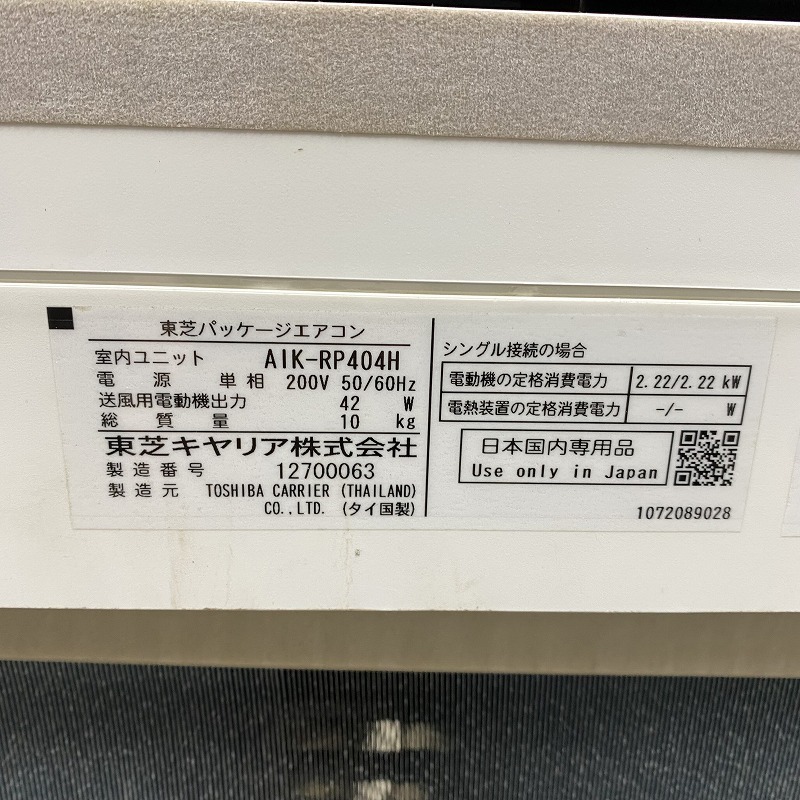 東芝パッケージエアコン
室内ユニット AIK-RP404H
電源 単相 200V 50/60Hz
送風用電動機出力 42 W
総質量 10 kg
東芝キヤリア株式会社
製造番号 12700063
製造元 TOSHIBA CARRIER (THAILAND)
CO.,LTD. (タイ国製)
シングル接続の場合
電動機の定格消費電力 2.22/2.22 kW
電熱装置の定格消費電力 -/- W
日本国内専用品
Use only in Japan
1072089028